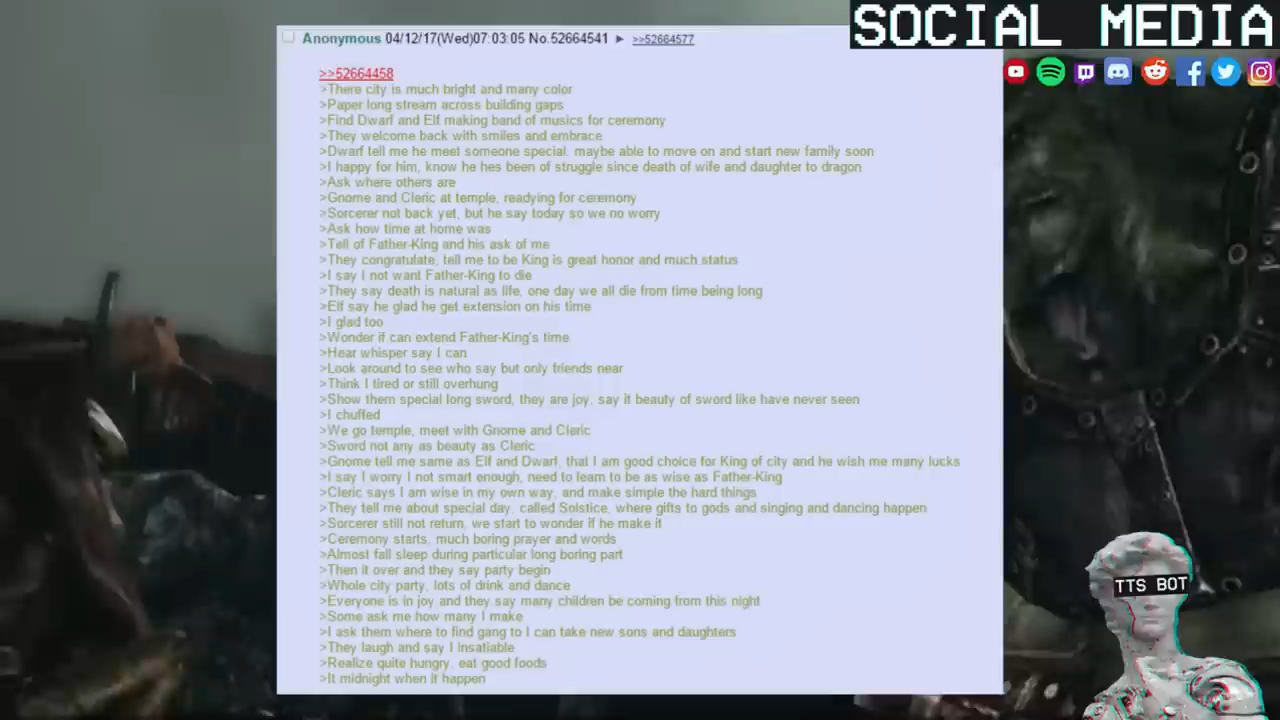 SOCIAL MEDIA
Anonymous 04/12/17(Wed)07:03:05 No.52664541 ▶ >>52664577
>>52664458
>There city is much bright and many color
>Paper long stream across building gaps
>Find Dwarf and Elf making band of musics for ceremony
>They welcome back with smiles and embrace
>Dwarf tell me he meet someone special. maybe able to move on and start new family soon
>I happy for him, know he hes been of struggle since death of wife and daughter to dragon
>Ask where others are
>Gnome and Cleric at temple, readying for ceremony
>Sorcerer not back yet, but he say today so we no worry
>Ask how time at home was
>Tell of Father-King and his ask of me
>They congratulate, tell me to be King is great honor and much status
>I say I not want Father-King to die
>They say death is natural as life, one day we all die from time being long
>Elf say he glad he get extension on his time
>I glad too
>Wonder if can extend Father-King's time
>Hear whisper say I can
>Look around to see who say but only friends near
>Think I tired or still overhung
>Show them special long sword, they are joy, say it beauty of sword like have never seen
>I chuffed
>We go temple, meet with Gnome and Cleric
>Sword not any as beauty as Cleric
>Gnome tell me same as Elf and Dwarf, that I am good choice for King of city and he wish me many lucks
>I say I worry I not smart enough, need to learn to be as wise as Father-King
>Cleric says I am wise in my own way, and make simple the hard things
>They tell me about special day, called Solstice, where gifts to gods and singing and dancing happen
>Sorcerer still not return, we start to wonder if he make it
>Ceremony starts, much boring prayer and words
>Almost fall sleep during particular long boring part
>Then it over and they say party begin
>Whole city party, lots of drink and dance
>Everyone is in joy and they say many children be coming from this night
>Some ask me how many I make
>I ask them where to find gang to I can take new sons and daughters
>They laugh and say I insatiable
>Realize quite hungry, eat good foods
>It midnight when it happen
TTS BOT